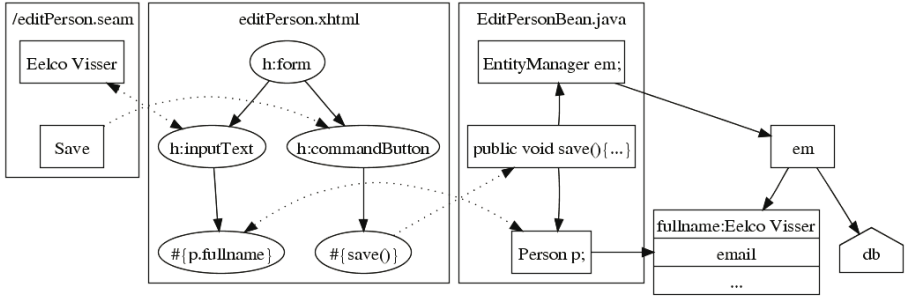 /editPerson.seam
Eelco Visser
Save
editPerson.xhtml
h:form
h:inputText
h:commandButton
#{p.fullname}
#{save()}
EditPersonBean.java
EntityManager em;
public void save(){...}
Person p;
em
fullname:Eelco Visser
email
...
db